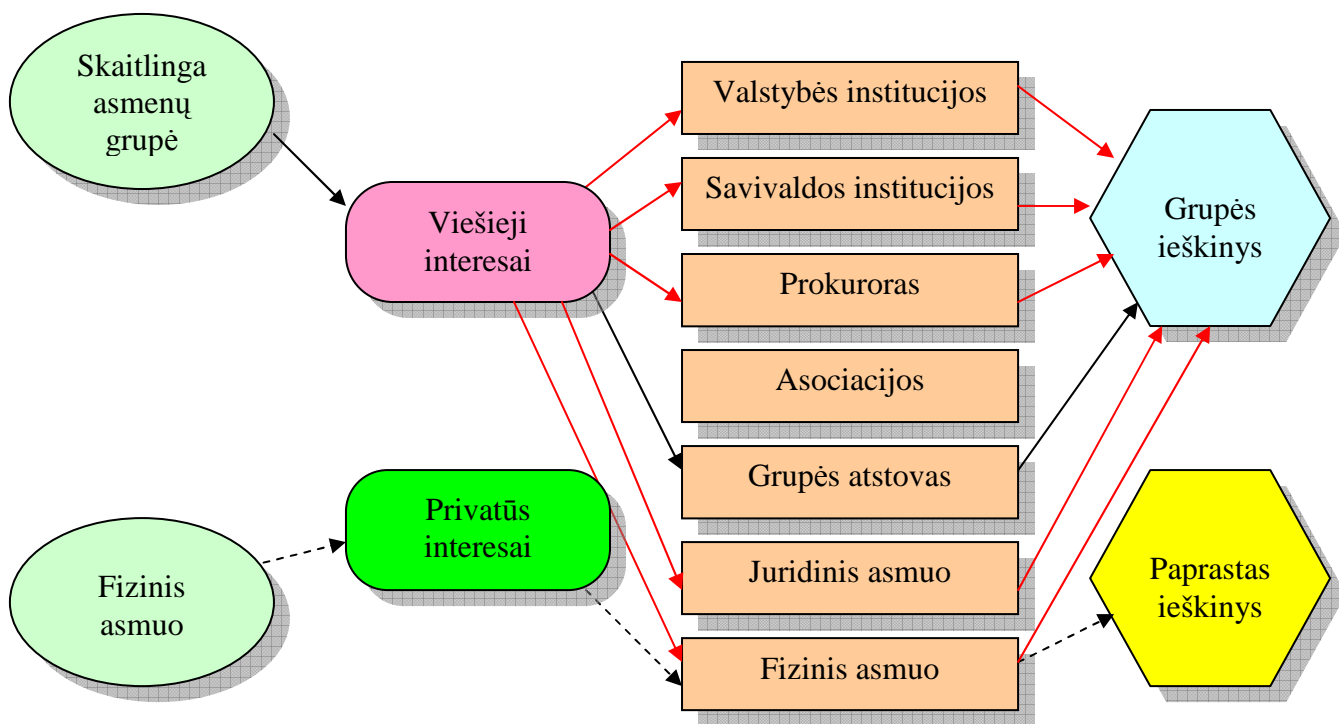 Skaitlinga
asmenų
grupė
Valstybės institucijos
Savivaldos institucijos
Viešieji
interesai
Grupės
ieškinys
Prokuroras
Asociacijos
Grupės atstovas
Privatūs
interesai
Juridinis asmuo
Paprastas
ieškinys
Fizinis
asmuo
Fizinis asmuo